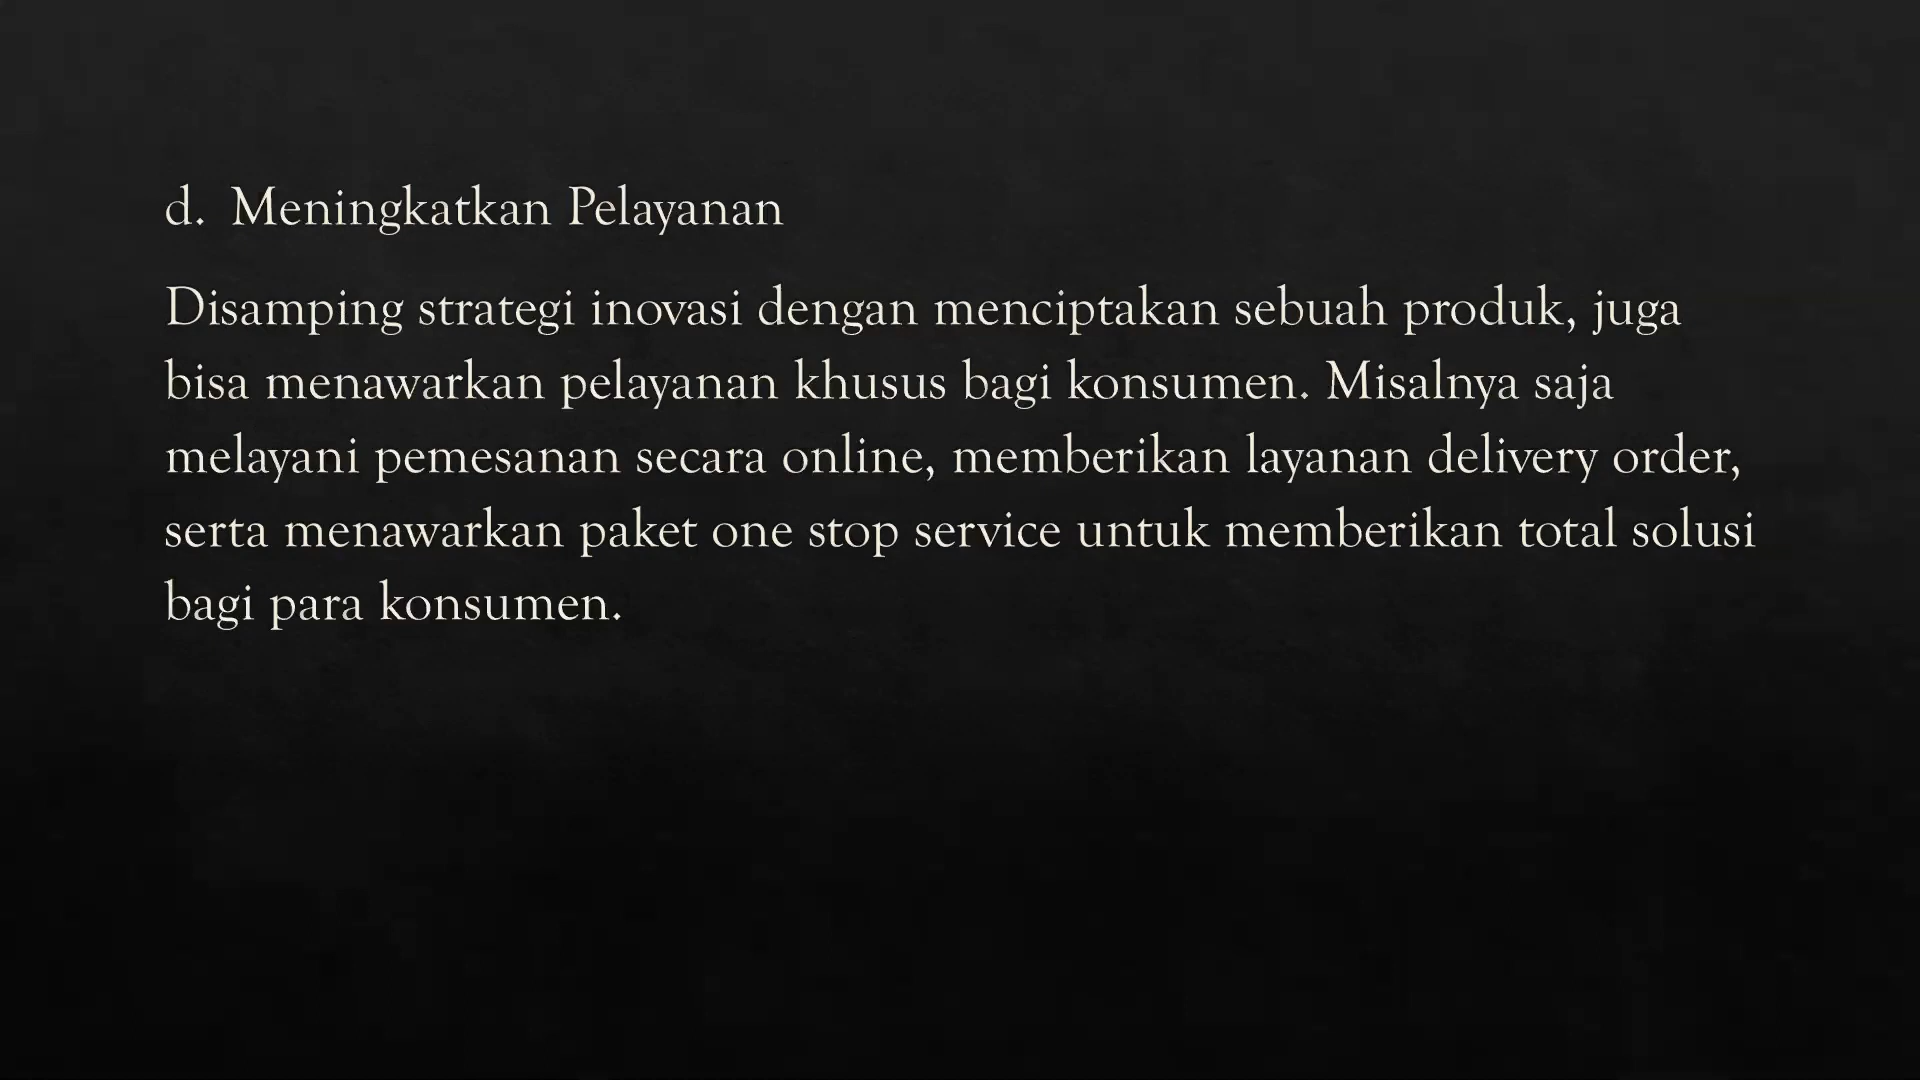 d. Meningkatkan Pelayanan
Disamping strategi inovasi dengan menciptakan sebuah produk, juga
bisa menawarkan pelayanan khusus bagi konsumen. Misalnya saja
melayani pemesanan secara online, memberikan layanan delivery order,
serta menawarkan paket one stop service untuk memberikan total solusi
bagi para konsumen.